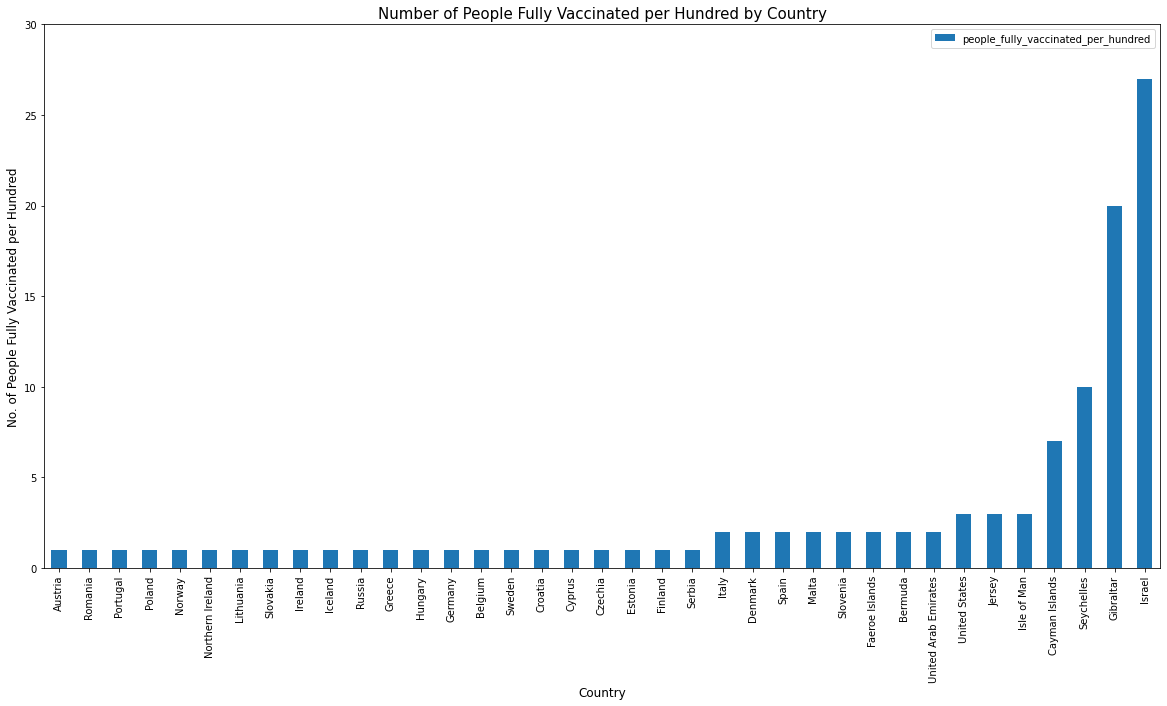 Number of People Fully Vaccinated per Hundred by Country
people_fully_vaccinated_per_hundred
No. of People Fully Vaccinated per Hundred
30
25
20
15
10
5
0
Austria
Romania
Portugal
Poland
Norway
Northern Ireland
Lithuania
Slovakia
Ireland
Iceland
Russia
Greece
Hungary
Germany
Belgium
Sweden
Croatia
Cyprus
Czechia
Estonia
Finland
Serbia
Italy
Denmark
Spain
Malta
Slovenia
Faeroe Islands
Bermuda
United Arab Emirates
United States
Jersey
Isle of Man
Cayman Islands
Seychelles
Gibraltar
Israel
Country